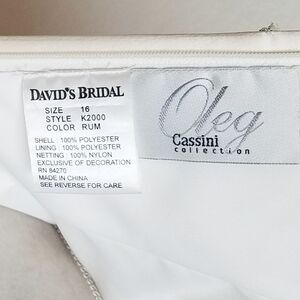 DAVID'S BRIDAL
SIZE 16
STYLE K2000
COLOR RUM
SHELL: 100% POLYESTER
LINING: 100% POLYESTER
NETTING: 100% NYLON
EXCLUSIVE OF DECORATION
RN 84270
MADE IN CHINA
SEE REVERSE FOR CARE
Oleg
Cassini
collection